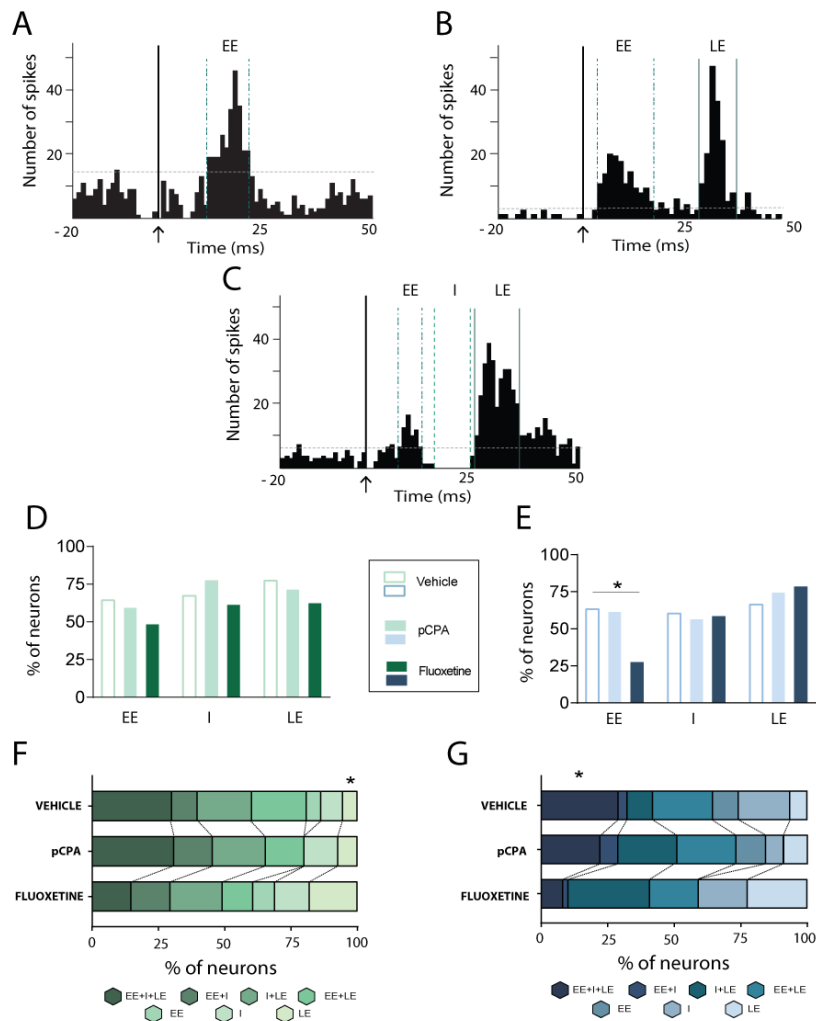 A
EE
Number of spikes
40
20
- 20
25
50
Time (ms)
B
EE
LE
Number of spikes
40
20
- 20
25
50
Time (ms)
C
EE
I
LE
Number of spikes
40
20
- 20
25
50
Time (ms)
D
% of neurons
100
75
50
25
0
EE
I
LE
Vehicle
pCPA
Fluoxetine
E
% of neurons
100
75
50
25
0
*
EE
I
LE
F
*
VEHICLE
pCPA
FLUOXETINE
0
25
50
75
100
% of neurons
EE+I+LE
EE+I
I+LE
EE+LE
EE
I
LE
G
*
VEHICLE
pCPA
FLUOXETINE
0
25
50
75
100
% of neurons
EE+I+LE
EE+I
I+LE
EE+LE
EE
I
LE